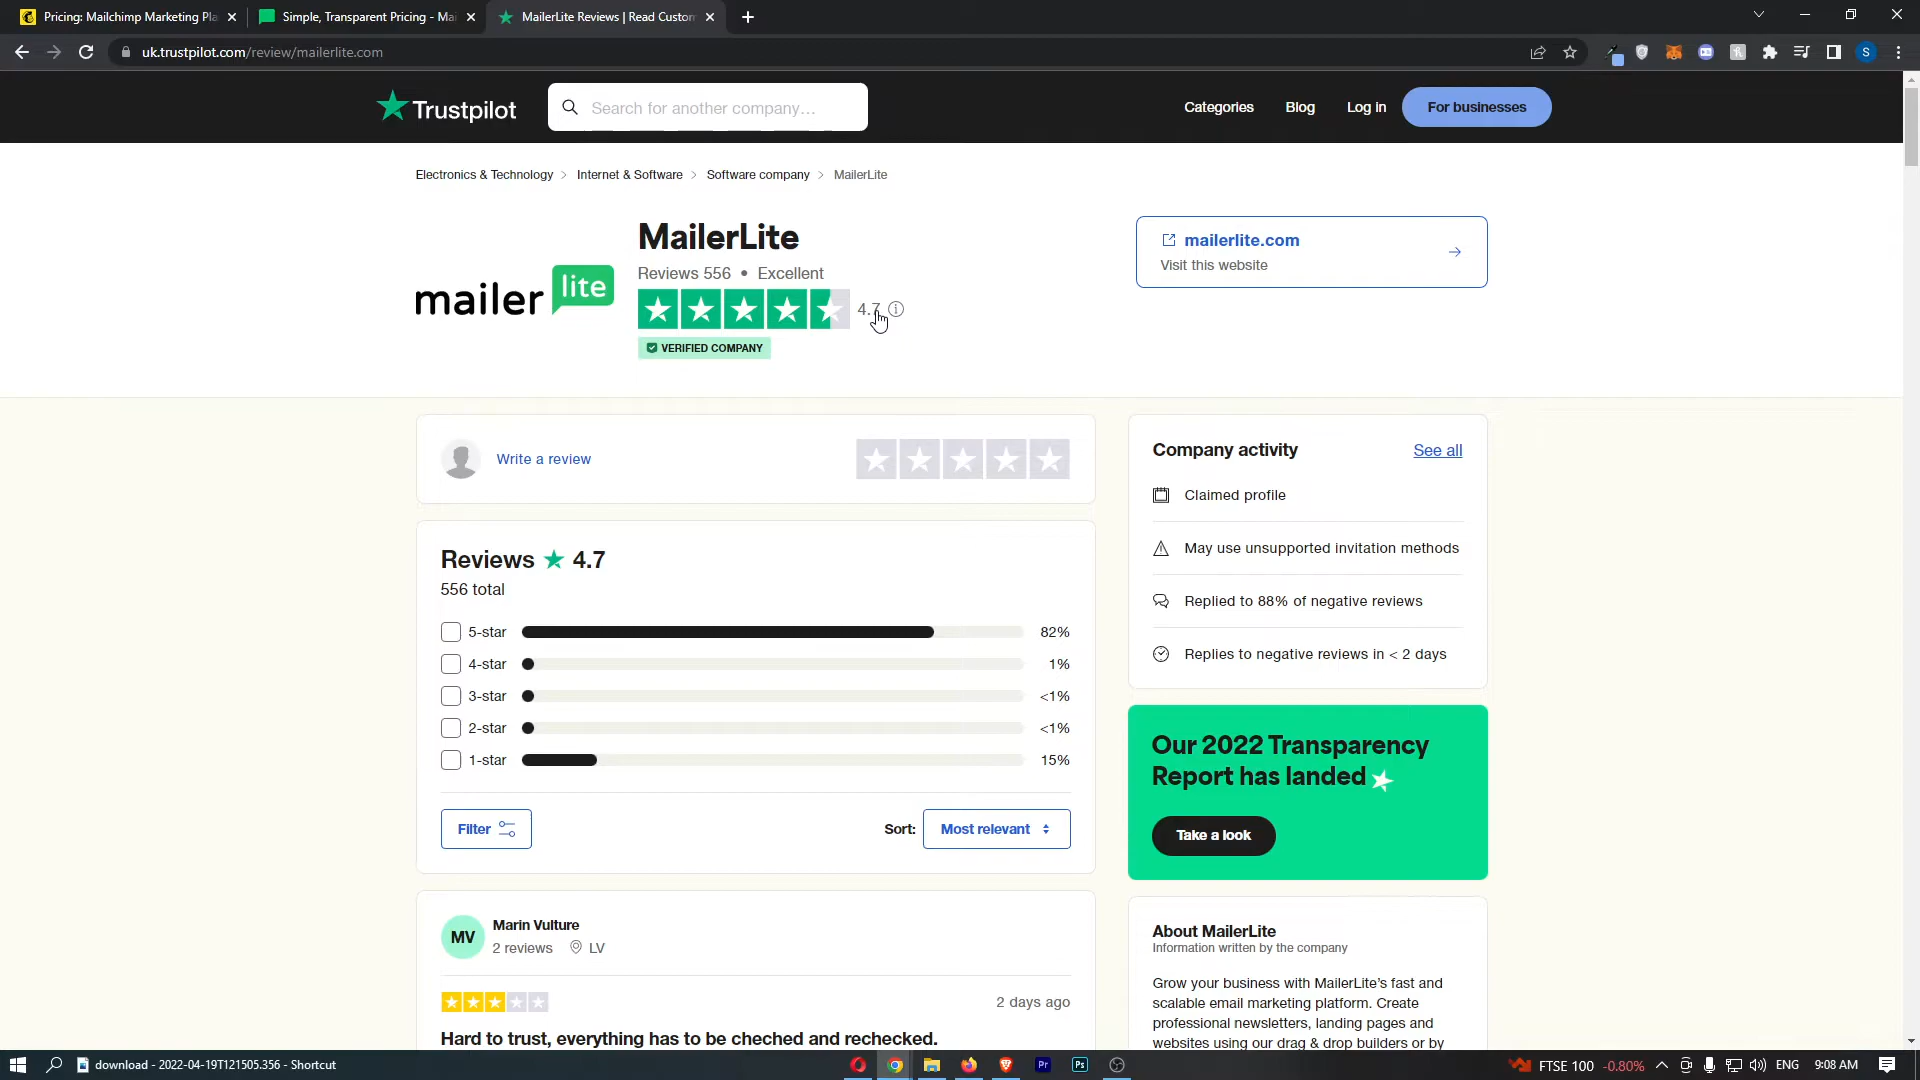 Pricing: Mailchimp Marketing Pla
Simple, Transparent Pricing - Mai
MailerLite Reviews | Read Custom
uk.trustpilot.com/review/mailerlite.com
S
Trustpilot
Search for another company...
Categories
Blog
Log in
For businesses
Electronics & Technology > Internet & Software > Software company > MailerLite
mailer lite
MailerLite
Reviews 556 • Excellent
4.7
VERIFIED COMPANY
mailerlite.com
Visit this website
Write a review
Reviews 4.7
556 total
5-star 82%
4-star 1%
3-star <1%
2-star <1%
1-star 15%
Filter
Sort:
Most relevant
MV
Marin Vulture
2 reviews LV
2 days ago
Hard to trust, everything has to be cheched and rechecked.
Company activity
See all
Claimed profile
May use unsupported invitation methods
Replied to 88% of negative reviews
Replies to negative reviews in < 2 days
Our 2022 Transparency
Report has landed
Take a look
About MailerLite
Information written by the company
Grow your business with MailerLite's fast and
scalable email marketing platform. Create
professional newsletters, landing pages and
websites using our drag & drop builders or by
download - 2022-04-19T121505.356 - Shortcut
Pr
Ps
FTSE 100 -0.80%
ENG
9:08 AM